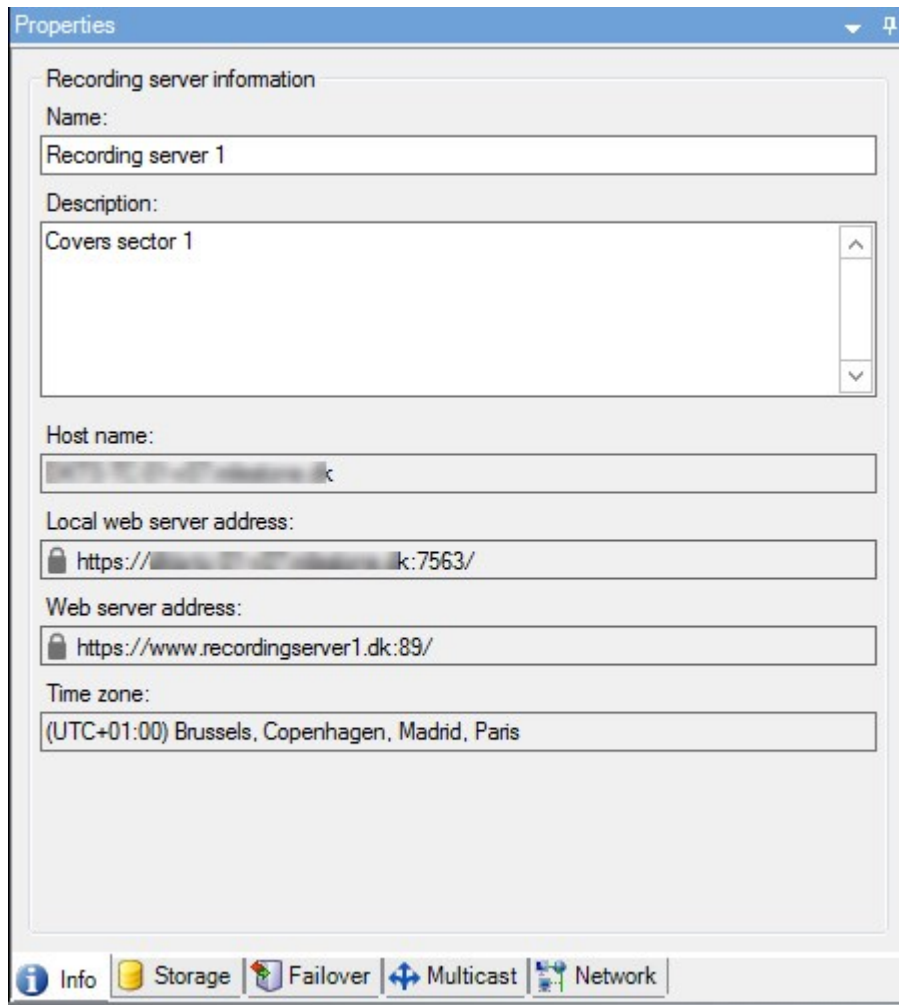 Properties
Recording server information
Name:
Recording server 1
Description:
Covers sector 1
Host name:
k
Local web server address:
https:// k:7563/
Web server address:
https://www.recordingserver1.dk:89/
Time zone:
(UTC+01:00) Brussels, Copenhagen, Madrid, Paris
Info Storage Failover Multicast Network